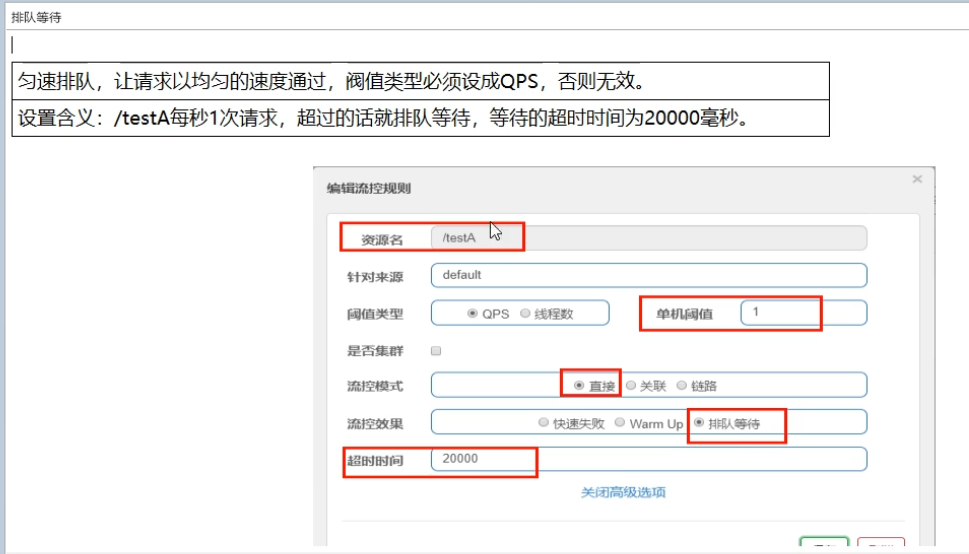 排队等待
匀速排队，让请求以均匀的速度通过，阀值类型必须设成QPS，否则无效。
设置含义：/testA每秒1次请求，超过的话就排队等待，等待的超时时间为20000毫秒。
编辑流控规则 ×
资源名 /testA
针对来源 default
阈值类型 QPS 线程数 单机阈值 1
是否集群
流控模式 直接 关联 链路
流控效果 快速失败 Warm Up 排队等待
超时时间 20000
关闭高级选项